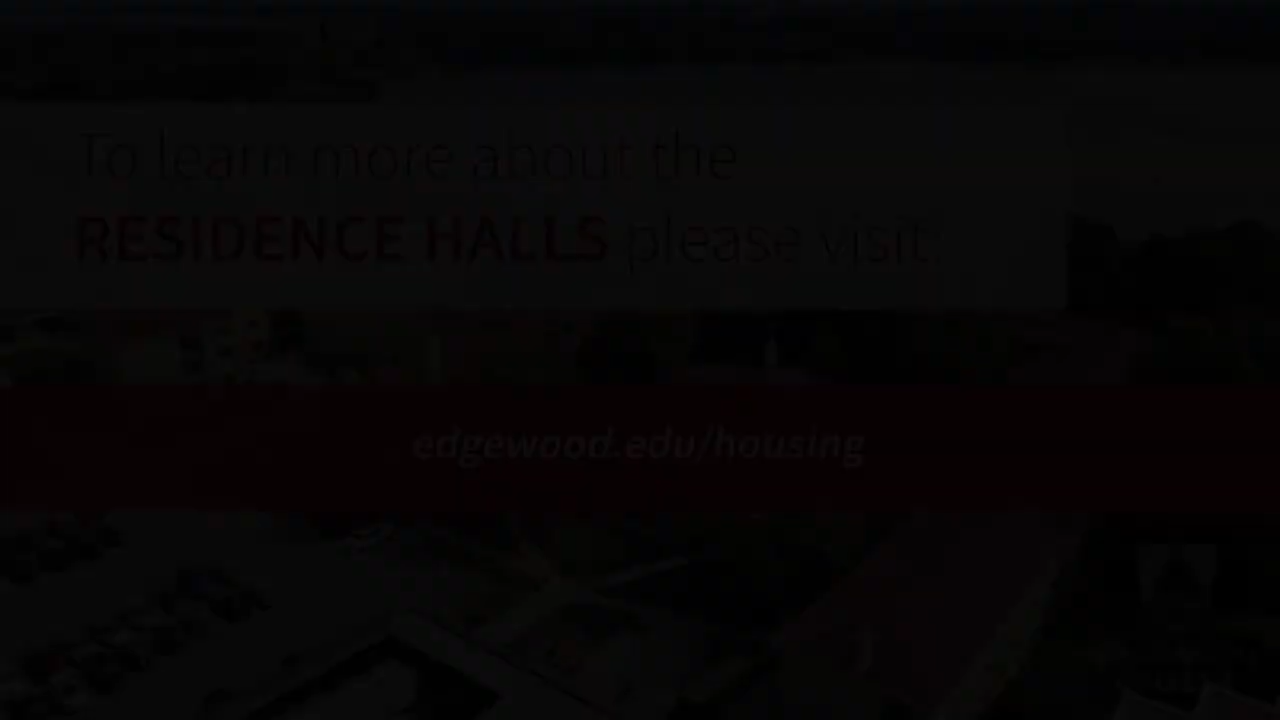 To learn more about the
RESIDENCE HALLS please visit:
edgewood.edu/housing